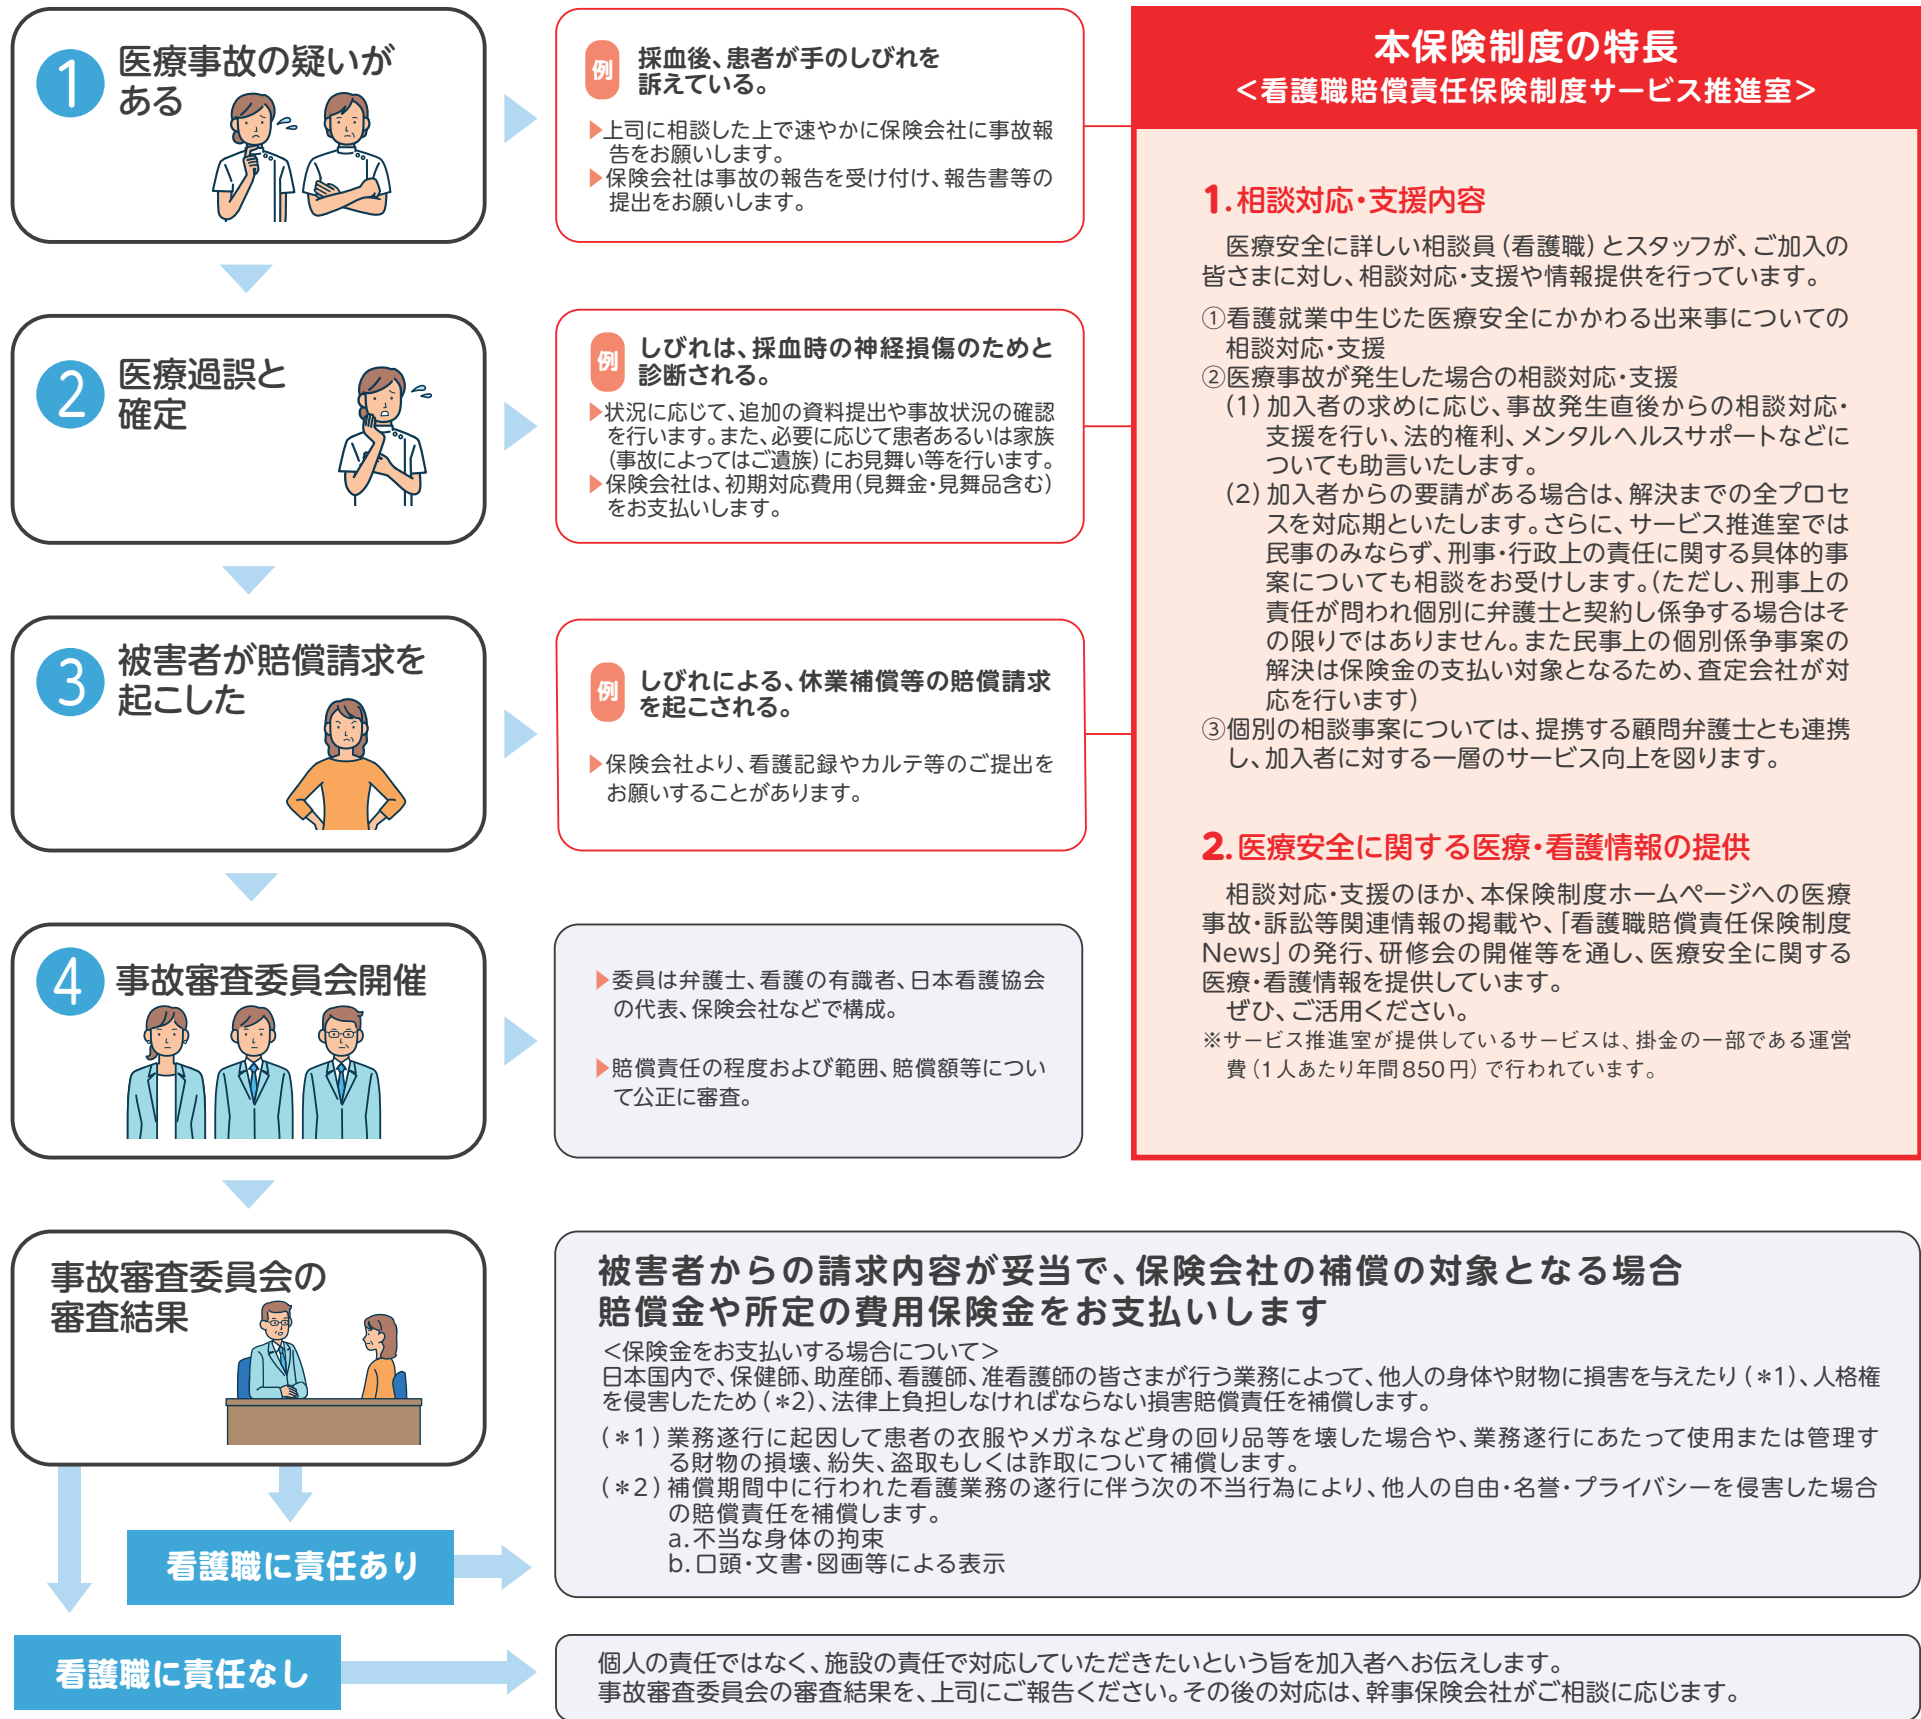 1
医療事故の疑いが
ある
例
採血後、患者が手のしびれを
訴えている。
▶上司に相談した上で速やかに保険会社に事故報
告をお願いします。
▶保険会社は事故の報告を受け付け、報告書等の
提出をお願いします。
2
医療過誤と
確定
例
しびれは、採血時の神経損傷のためと
診断される。
▶状況に応じて、追加の資料提出や事故状況の確認
を行います。また、必要に応じて患者あるいは家族
(事故によってはご遺族)にお見舞い等を行います。
▶保険会社は、初期対応費用(見舞金・見舞品含む)
をお支払いします。
3
被害者が賠償請求を
起こした
例
しびれによる、休業補償等の賠償請求
を起こされる。
▶保険会社より、看護記録やカルテ等のご提出を
お願いすることがあります。
4
事故審査委員会開催
▶委員は弁護士、看護の有識者、日本看護協会
の代表、保険会社などで構成。
▶賠償責任の程度および範囲、賠償額等につい
て公正に審査。
本保険制度の特長
<看護職賠償責任保険制度サービス推進室>
1.相談対応・支援内容
医療安全に詳しい相談員(看護職)とスタッフが、ご加入の
皆さまに対し、相談対応・支援や情報提供を行っています。
①看護就業中生じた医療安全にかかわる出来事についての
相談対応・支援
②医療事故が発生した場合の相談対応・支援
(1)加入者の求めに応じ、事故発生直後からの相談対応・
支援を行い、法的権利、メンタルヘルスサポートなどに
ついても助言いたします。
(2)加入者からの要請がある場合は、解決までの全プロセ
スを対応期といたします。さらに、サービス推進室では
民事のみならず、刑事・行政上の責任に関する具体的事
案についても相談をお受けします。(ただし、刑事上の
責任が問われ個別に弁護士と契約し係争する場合はそ
の限りではありません。また民事上の個別係争事案の
解決は保険金の支払い対象となるため、査定会社が対
応を行います)
③個別の相談事案については、提携する顧問弁護士とも連携
し、加入者に対する一層のサービス向上を図ります。
2.医療安全に関する医療・看護情報の提供
相談対応・支援のほか、本保険制度ホームページへの医療
事故・訴訟等関連情報の掲載や、「看護職賠償責任保険制度
News」の発行、研修会の開催等を通し、医療安全に関する
医療・看護情報を提供しています。
ぜひ、ご活用ください。
※サービス推進室が提供しているサービスは、掛金の一部である運営
費(1人あたり年間850円)で行われています。
事故審査委員会の
審査結果
看護職に責任あり
被害者からの請求内容が妥当で、保険会社の補償の対象となる場合
賠償金や所定の費用保険金をお支払いします
<保険金をお支払いする場合について>
日本国内で、保健師、助産師、看護師、准看護師の皆さまが行う業務によって、他人の身体や財物に損害を与えたり(*1)、人格権
を侵害したため(*2)、法律上負担しなければならない損害賠償責任を補償します。
(*1)業務遂行に起因して患者の衣服やメガネなど身の回り品等を壊した場合や、業務遂行にあたって使用または管理す
る財物の損壊、紛失、盗取もしくは詐取について補償します。
(*2)補償期間中に行われた看護業務の遂行に伴う次の不当行為により、他人の自由・名誉・プライバシーを侵害した場合
の賠償責任を補償します。
a.不当な身体の拘束
b.口頭・文書・図画等による表示
看護職に責任なし
個人の責任ではなく、施設の責任で対応していただきたいという旨を加入者へお伝えします。
事故審査委員会の審査結果を、上司にご報告ください。その後の対応は、幹事保険会社がご相談に応じます。